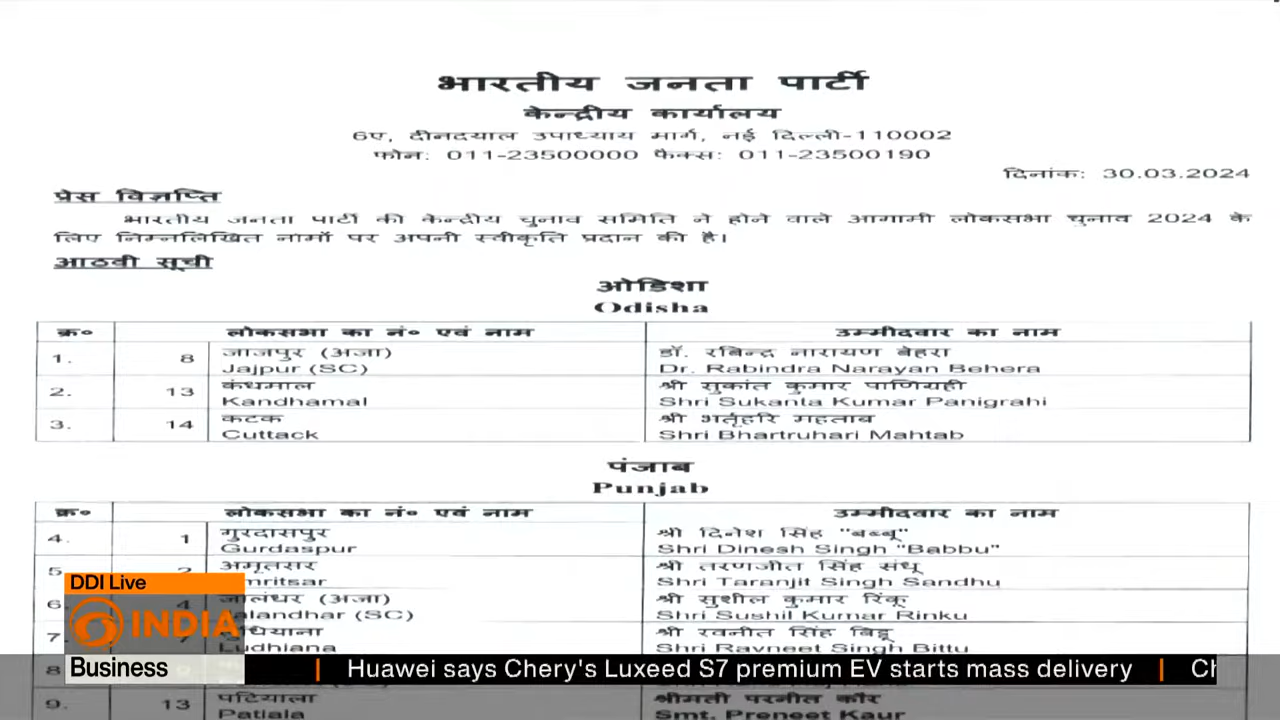 भारतीय जनता पार्टी
केन्द्रीय कार्यालय
6ए, दीनदयाल उपाध्याय मार्ग, नई दिल्ली-110002
फोन: 011-23500000 फैक्स: 011-23500190
दिनांक: 30.03.2024
प्रेस विज्ञप्ति
भारतीय जनता पार्टी की केन्द्रीय चुनाव समिति ने होने वाले आगामी लोकसभा चुनाव 2024 के
लिए निम्नलिखित नामों पर अपनी स्वीकृति प्रदान की है।
आठवी सूची
ओडिशा
Odisha
क्र० लोकसभा का नं० एवं नाम उम्मीदवार का नाम
1. 8 जाजपुर (अजा) डॉ. रबिन्द्र नारायण बेहरा
Jajpur (SC) Dr. Rabindra Narayan Behera
2. 13 कंधमाल श्री सुकांत कुमार पाणिग्रही
Kandhamal Shri Sukanta Kumar Panigrahi
3. 14 कटक श्री भर्तृहरि महताब
Cuttack Shri Bhartruhari Mahtab
पंजाब
Punjab
क्र० लोकसभा का नं० एवं नाम उम्मीदवार का नाम
4. 1 गुरदासपुर श्री दिनेश सिंह "बब्बू"
Gurdaspur Shri Dinesh Singh "Babbu"
5 2 अमृतसर श्री तरणजीत सिंह संधू
Shri Taranjit Singh Sandhu
6. 4 जालंधर (अजा) श्री सुशील कुमार रिंकू
(SC) Shri Sushil Kumar Rinku
7. 7 श्री रवनीत सिंह बिट्टू
Ludhiana Shri Ravneet Singh Bittu
8
9. 13 पटियाला श्रीमती परनीत कौर
Patiala Smt. Preneet Kaur
DDI Live
INDIA
Business
Huawei says Chery's Luxeed S7 premium EV starts mass delivery